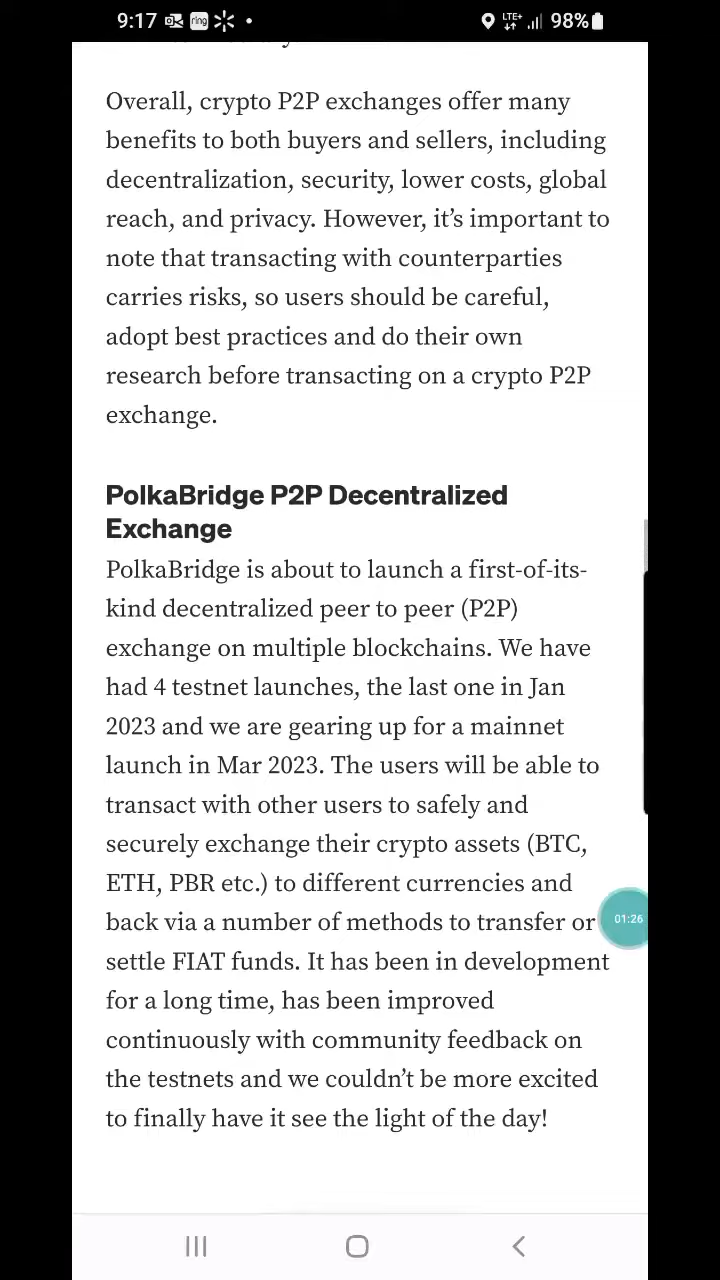 9:17
ring
LTE+
98%
Overall, crypto P2P exchanges offer many
benefits to both buyers and sellers, including
decentralization, security, lower costs, global
reach, and privacy. However, it’s important to
note that transacting with counterparties
carries risks, so users should be careful,
adopt best practices and do their own
research before transacting on a crypto P2P
exchange.
PolkaBridge P2P Decentralized
Exchange
PolkaBridge is about to launch a first-of-its-
kind decentralized peer to peer (P2P)
exchange on multiple blockchains. We have
had 4 testnet launches, the last one in Jan
2023 and we are gearing up for a mainnet
launch in Mar 2023. The users will be able to
transact with other users to safely and
securely exchange their crypto assets (BTC,
ETH, PBR etc.) to different currencies and
back via a number of methods to transfer or
01:26
settle FIAT funds. It has been in development
for a long time, has been improved
continuously with community feedback on
the testnets and we couldn’t be more excited
to finally have it see the light of the day!